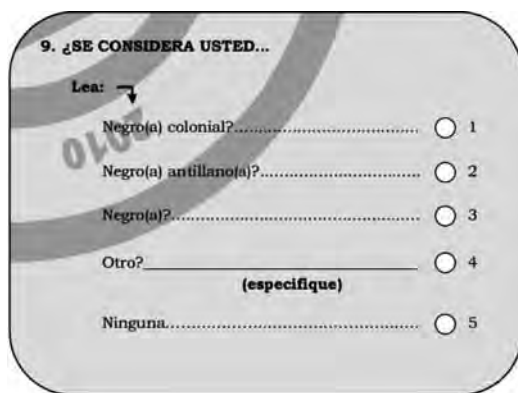 9. ¿SE CONSIDERA USTED...
Lea:
2010
Negro(a) colonial?........................................ 1
Negro(a) antillano(a)?.................................. 2
Negro(a)?...................................................... 3
Otro?______________________________ 4
(especifique)
Ninguna....................................................... 5